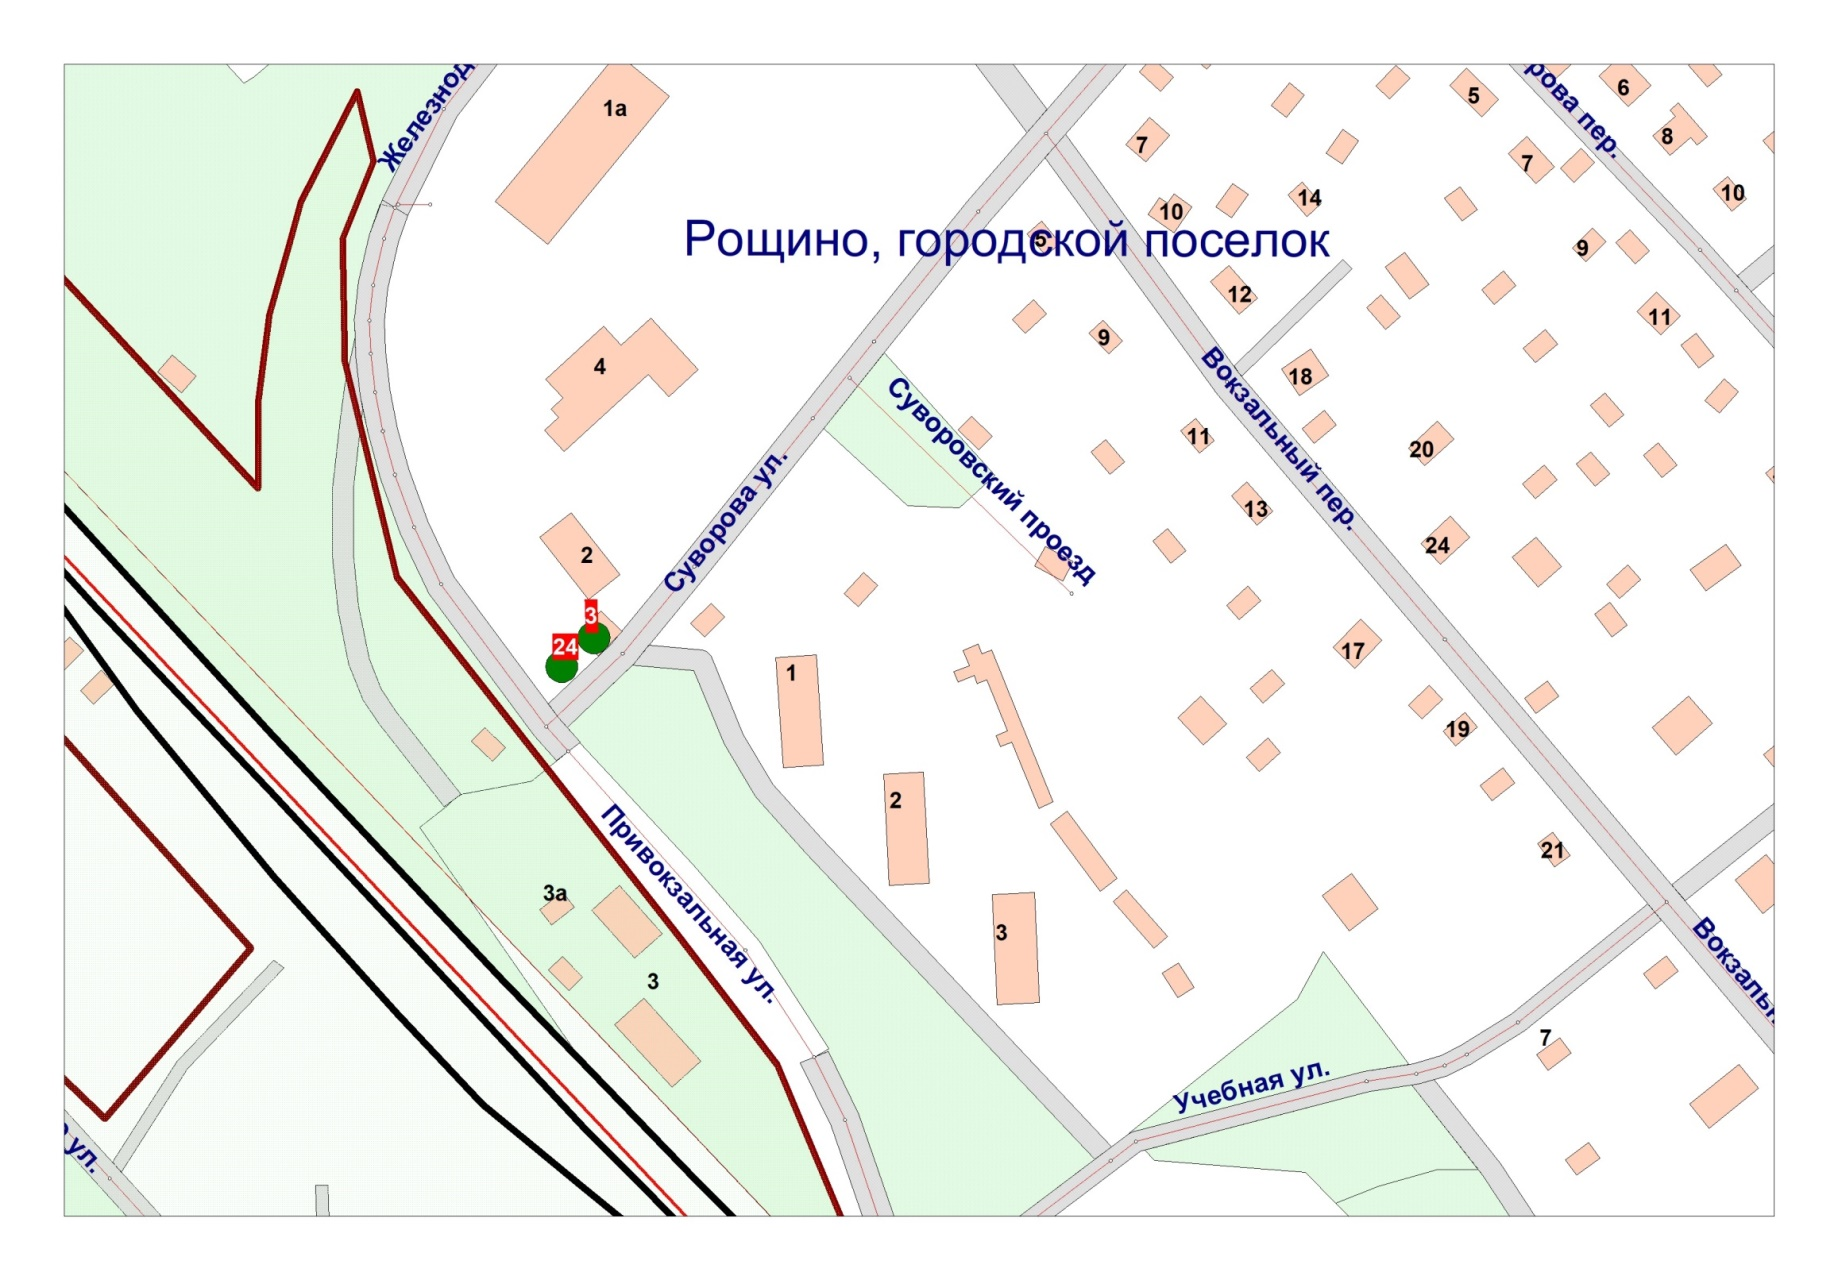 Железнод
1а
рова пер.
6
5
8
7
7
10
14
10
Рощино, городской поселок
5
9
12
11
9
4
18
Вокзальный пер.
Суворовский проезд
11
20
Суворова ул.
13
24
2
3
24
17
1
19
2
21
Привокзальная ул.
3а
3
3
Вокзальн
7
Учебная ул.
ул.